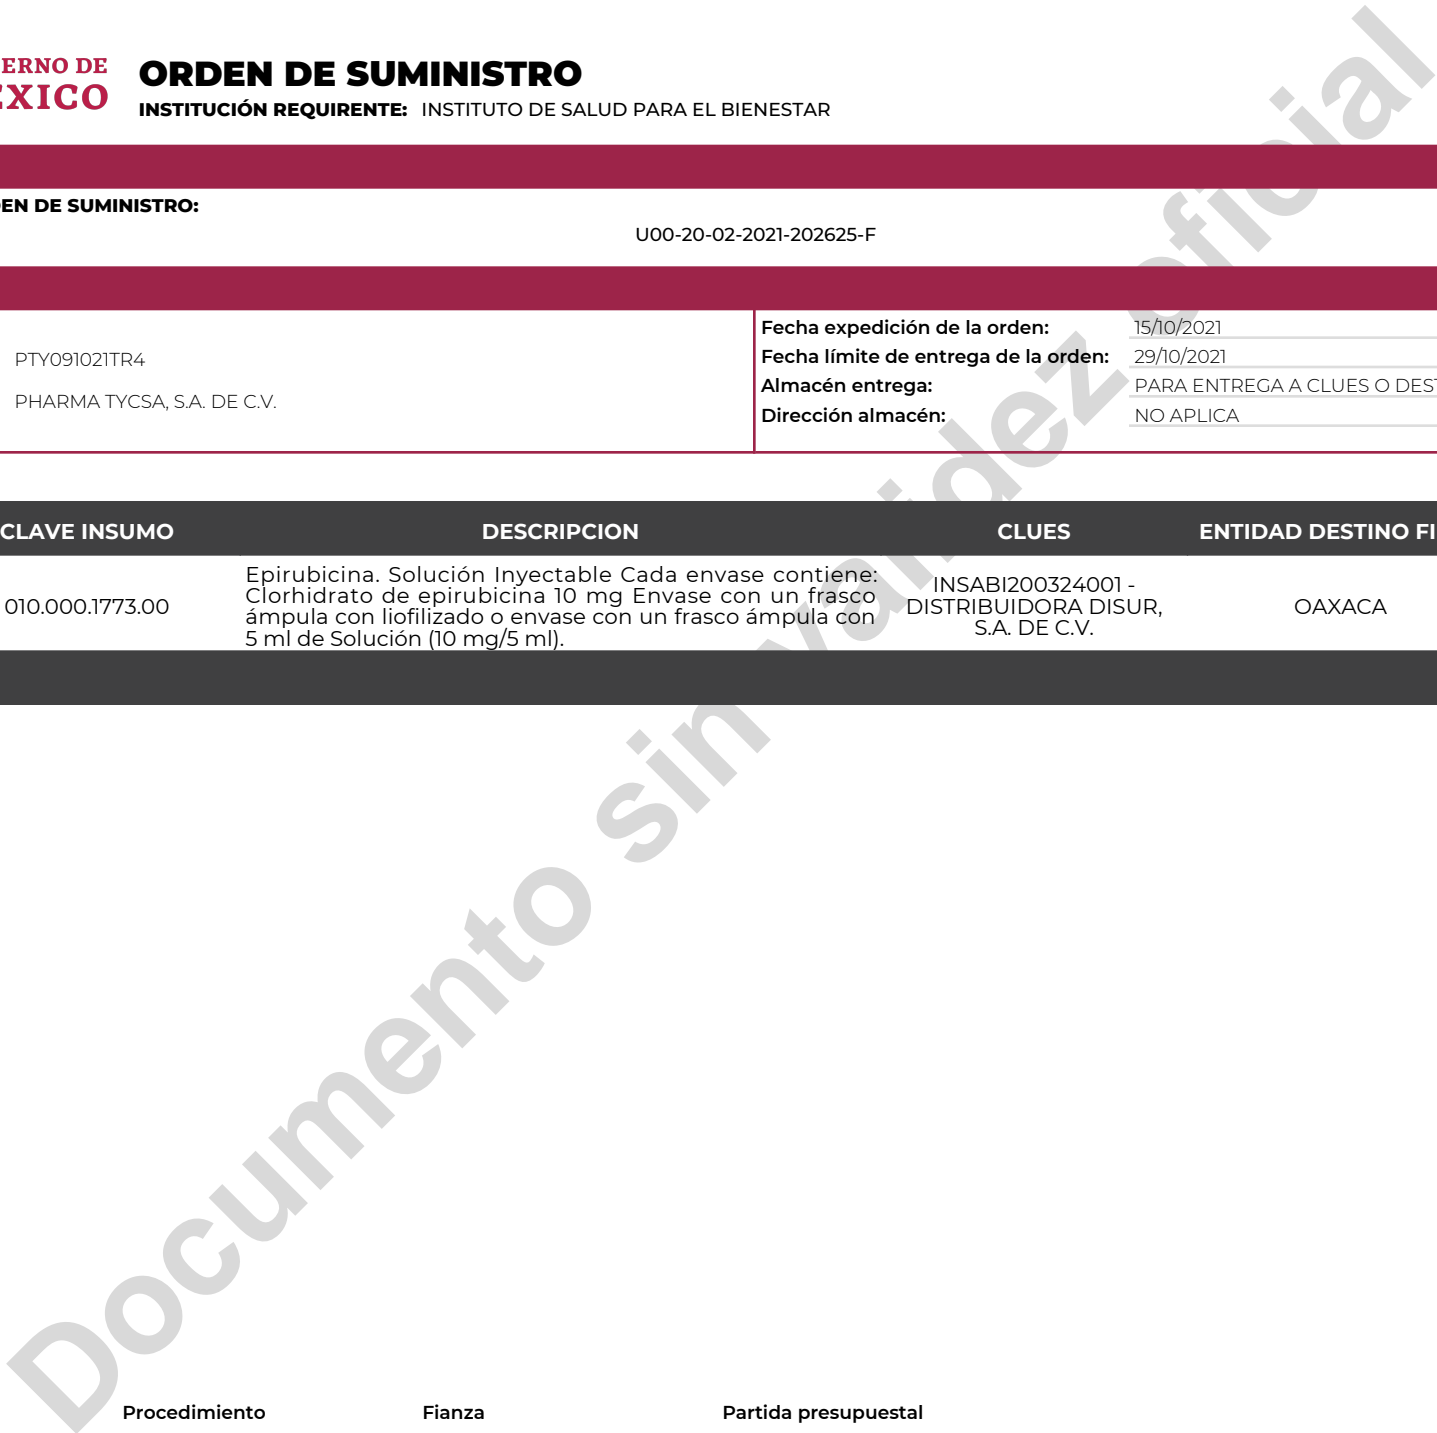 ERNO DE
EXICO
ORDEN DE SUMINISTRO
INSTITUCIÓN REQUIRENTE: INSTITUTO DE SALUD PARA EL BIENESTAR
EN DE SUMINISTRO:
U00-20-02-2021-202625-F
PTY091021TR4
PHARMA TYCSA, S.A. DE C.V.
Fecha expedición de la orden: 15/10/2021
Fecha límite de entrega de la orden: 29/10/2021
Almacén entrega: PARA ENTREGA A CLUES O DEST
Dirección almacén: NO APLICA
CLAVE INSUMO DESCRIPCION CLUES ENTIDAD DESTINO FI
010.000.1773.00
Epirubicina. Solución Inyectable Cada envase contiene:
Clorhidrato de epirubicina 10 mg Envase con un frasco
ámpula con liofilizado o envase con un frasco ámpula con
5 ml de Solución (10 mg/5 ml).
INSABI200324001 -
DISTRIBUIDORA DISUR,
S.A. DE C.V.
OAXACA
Documento sin validez oficial
Procedimiento Fianza Partida presupuestal